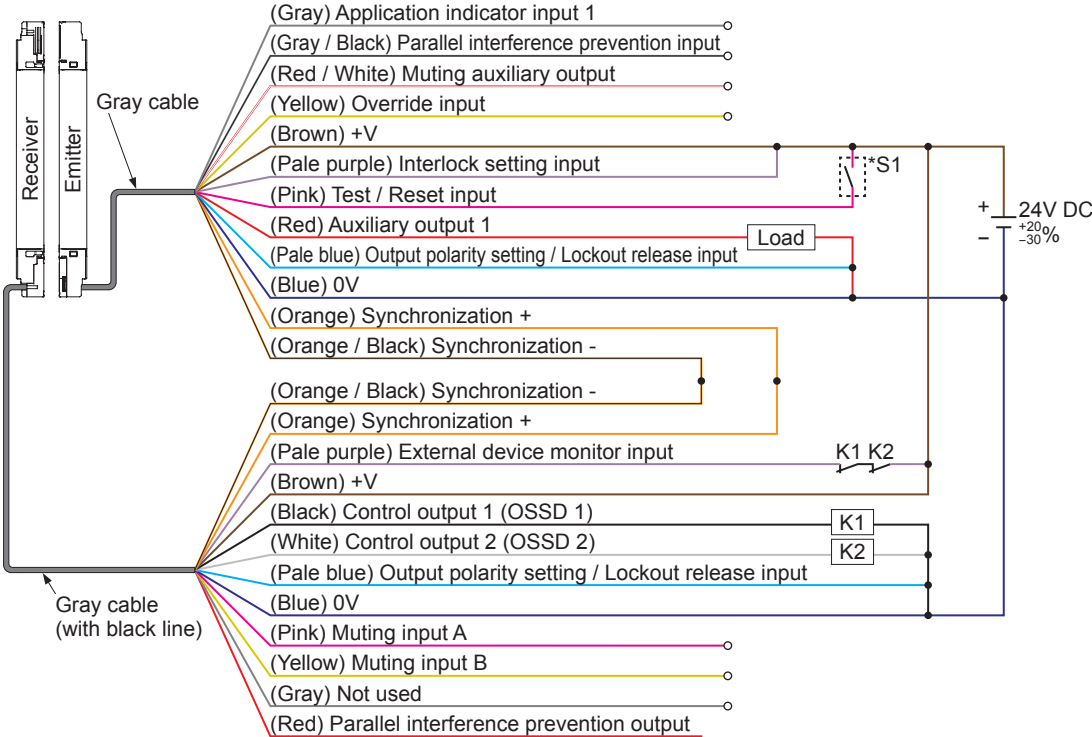 (Gray) Application indicator input 1
(Gray / Black) Parallel interference prevention input
(Red / White) Muting auxiliary output
(Yellow) Override input
(Brown) +V
(Pale purple) Interlock setting input
(Pink) Test / Reset input
(Red) Auxiliary output 1
(Pale blue) Output polarity setting / Lockout release input
(Blue) 0V
(Orange) Synchronization +
(Orange / Black) Synchronization -
Receiver
Emitter
Gray cable
*S1
Load
+
−
24V DC
+20
−30 %
(Orange / Black) Synchronization -
(Orange) Synchronization +
(Pale purple) External device monitor input
K1 K2
(Brown) +V
(Black) Control output 1 (OSSD 1)
K1
(White) Control output 2 (OSSD 2)
K2
(Pale blue) Output polarity setting / Lockout release input
(Blue) 0V
(Pink) Muting input A
(Yellow) Muting input B
(Gray) Not used
(Red) Parallel interference prevention output
Gray cable
(with black line)